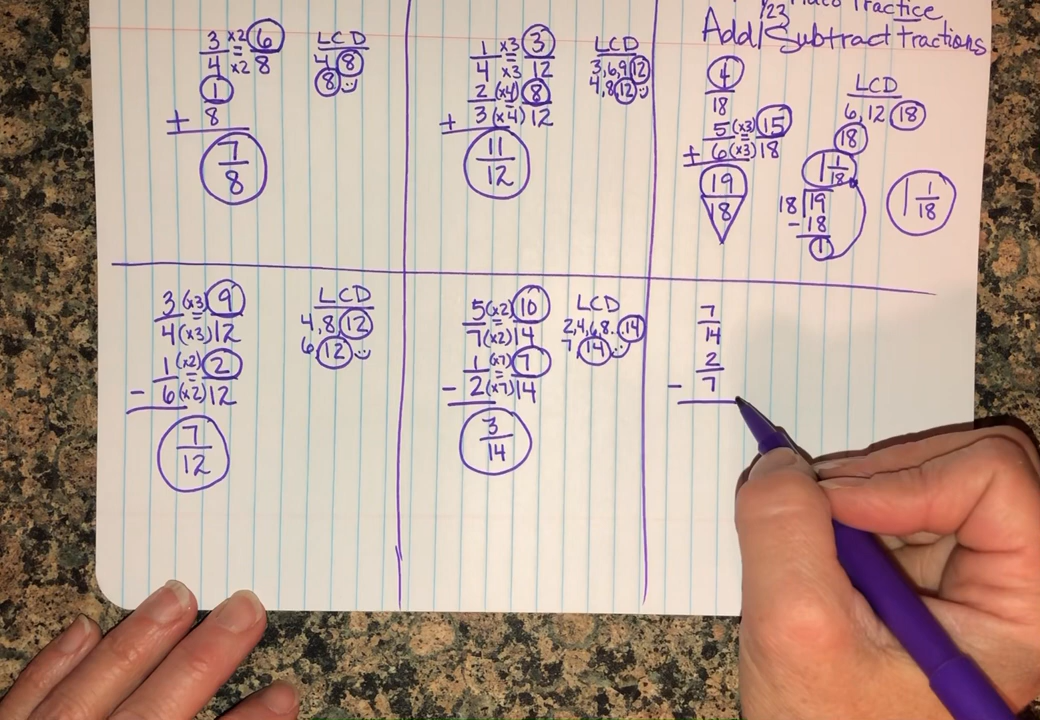 1/23 Practice
Add/Subtract Fractions
3 x2 6
4 = x2 8
1
+ 8
7
8
LCD
4 8
8
1 x3 3
4 = x3 12
2 (x4) 8
+ 3 (x4) 12
11
12
LCD
3,6,9 12
4,8 12
4
18
5 (x3) 15
+ 6 (x3) 18
19
18
LCD
6, 12 18
18
1 1/18
18 19
- 18
1
1 1/18
3 (x3) 9
4 (x3) 12
1 (x2) 2
- 6 (x2) 12
7
12
LCD
4,8, 12
6, 12
5 (x2) 10
7 (x2) 14
1 (x7) 7
- 2 (x7) 14
3
14
LCD
2,4,6,8.. 14
7, 14
7
14
2
- 7